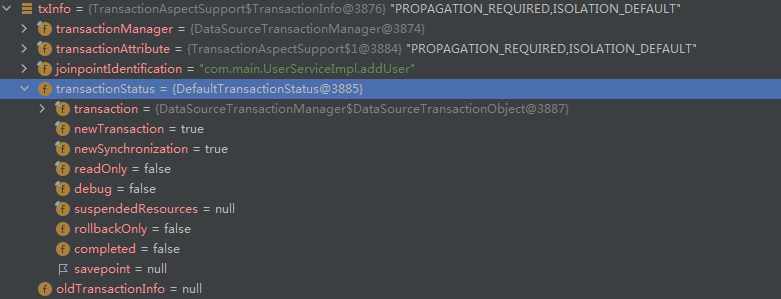 txInfo = {TransactionAspectSupport$TransactionInfo@3876} "PROPAGATION_REQUIRED,ISOLATION_DEFAULT"
transactionManager = {DataSourceTransactionManager@3874}
transactionAttribute = {TransactionAspectSupport$1@3884} "PROPAGATION_REQUIRED,ISOLATION_DEFAULT"
joinpointIdentification = "com.main.UserServiceImpl.addUser"
transactionStatus = {DefaultTransactionStatus@3885}
transaction = {DataSourceTransactionManager$DataSourceTransactionObject@3887}
newTransaction = true
newSynchronization = true
readOnly = false
debug = false
suspendedResources = null
rollbackOnly = false
completed = false
savepoint = null
oldTransactionInfo = null